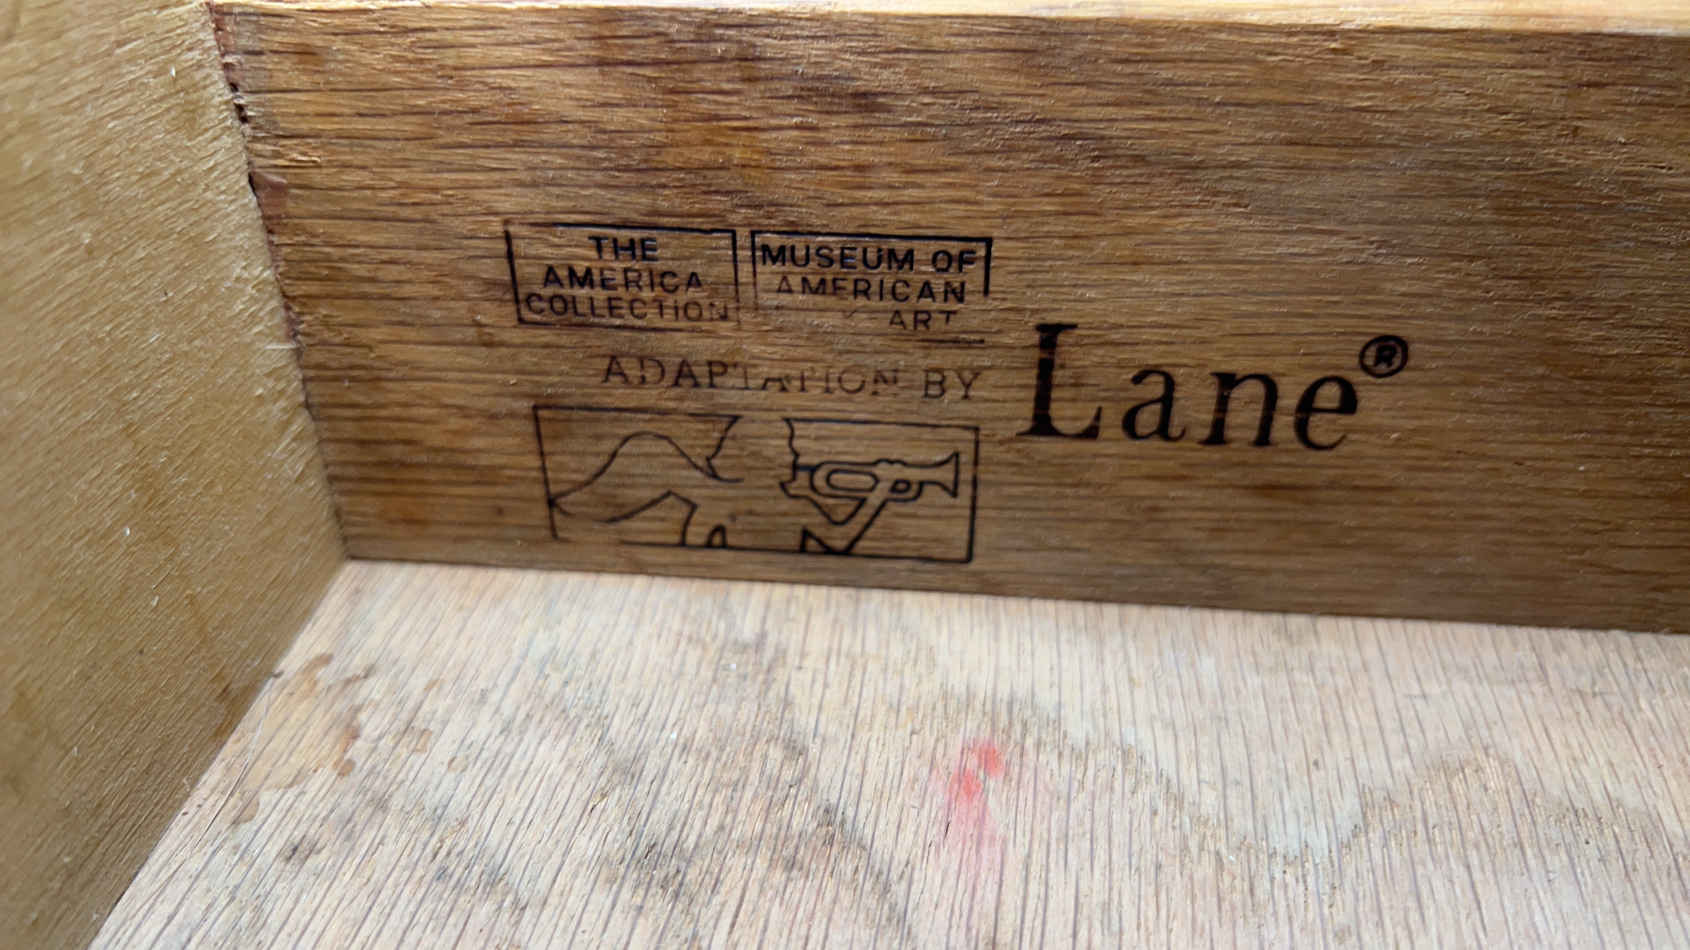 THE
AMERICA
COLLECTION
MUSEUM OF
AMERICAN
ART
ADAPTATION BY
Lane®